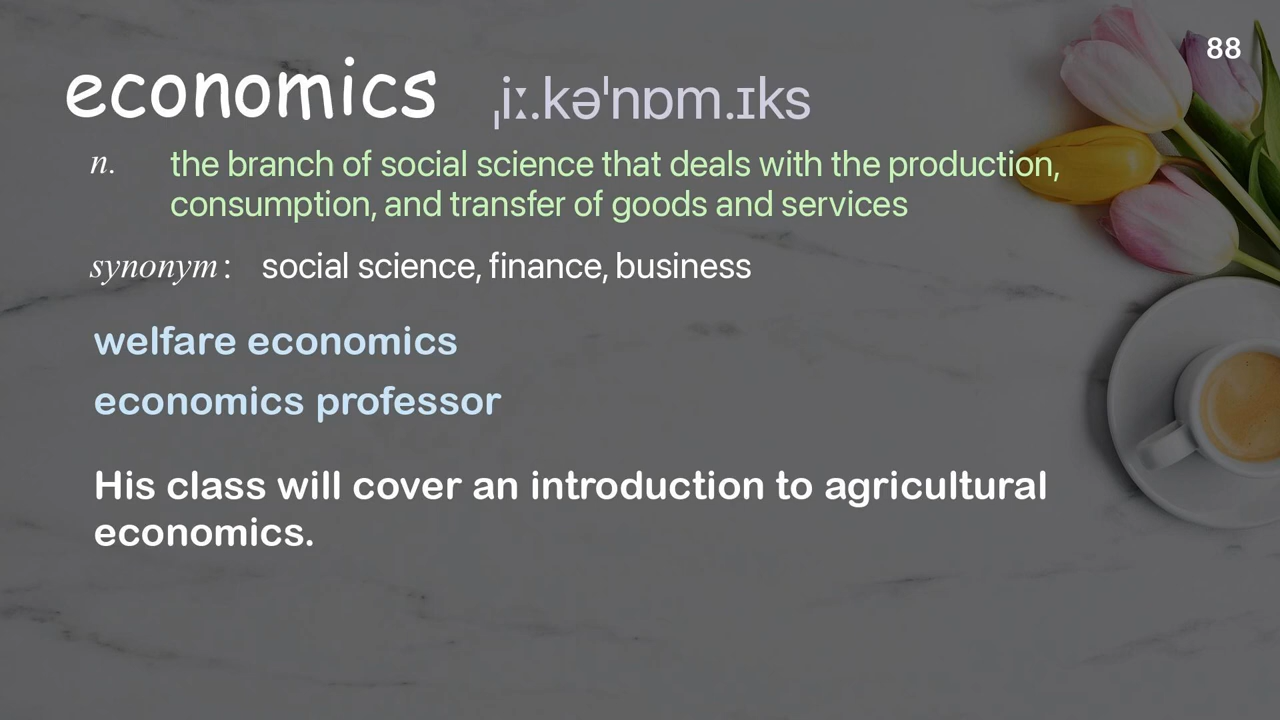 88
economics ˌiː.kəˈnɒm.ɪks
n. the branch of social science that deals with the production,
consumption, and transfer of goods and services
synonym: social science, finance, business
welfare economics
economics professor
His class will cover an introduction to agricultural
economics.